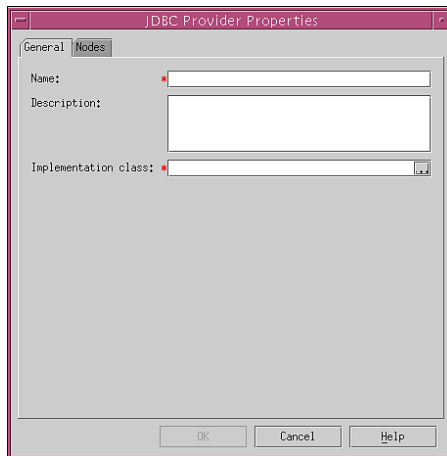 JDBC Provider Properties
General Nodes
Name: *
Description:
Implementation class: *
..
OK Cancel Help